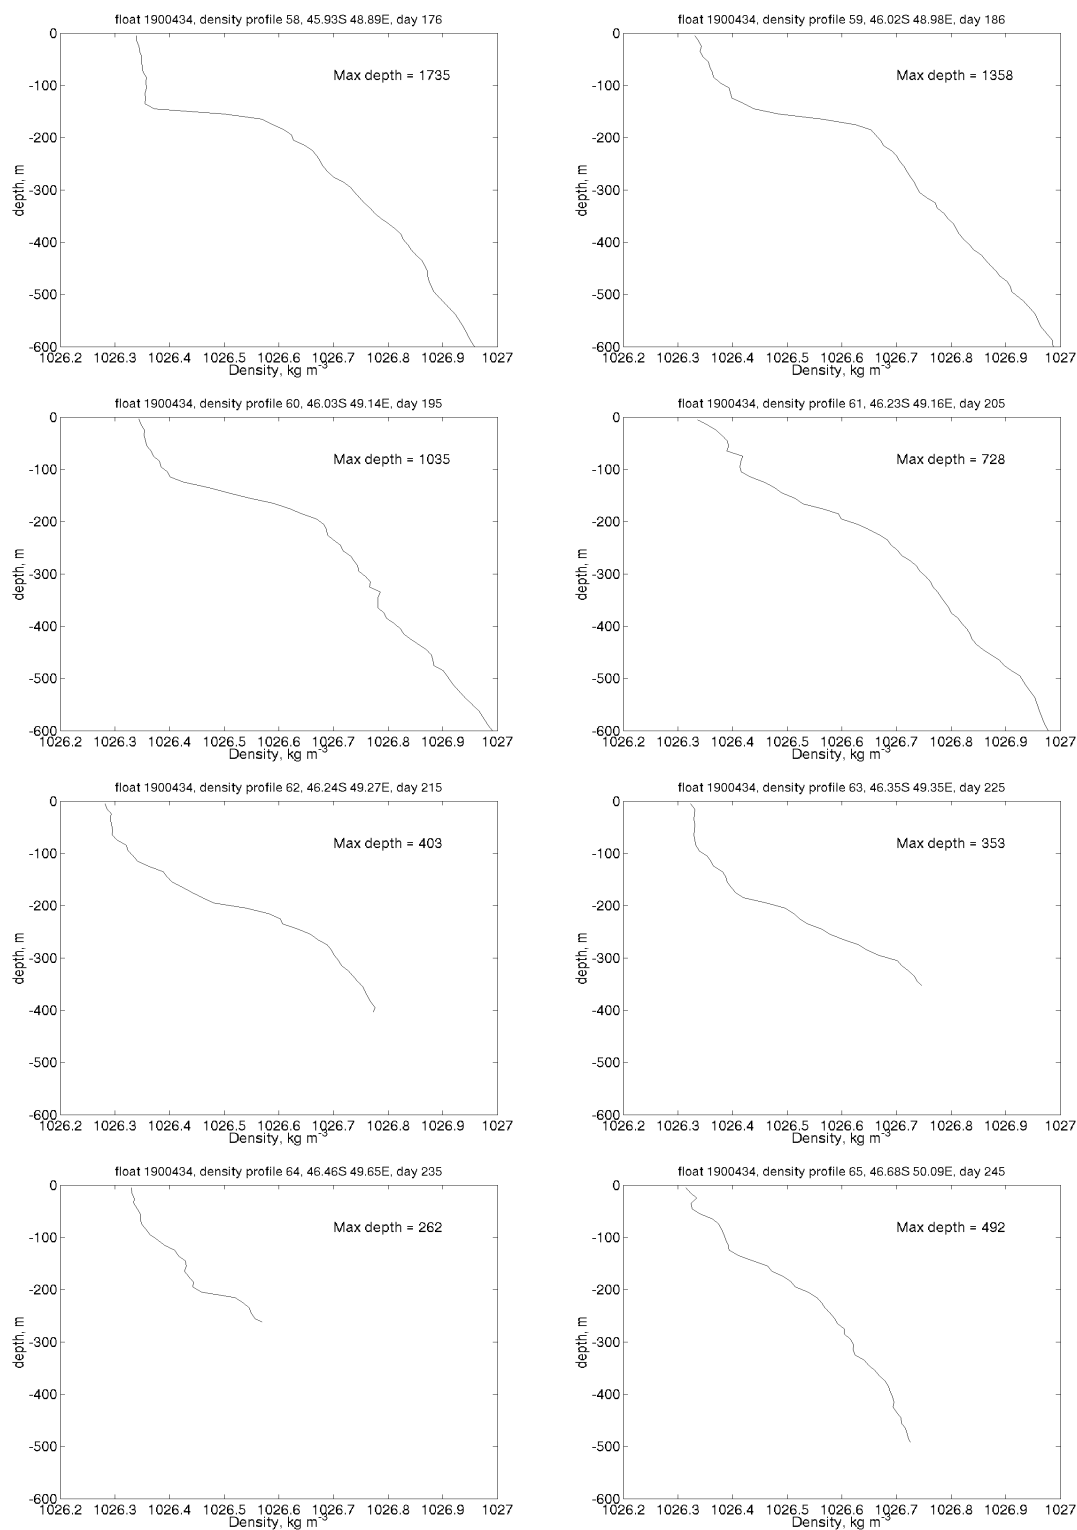 float 1900434, density profile 58, 45.93S 48.89E, day 176
0
-100
-200
-300
-400
-500
-600
depth, m
Max depth = 1735
1026.2 1026.3 1026.4 1026.5 1026.6 1026.7 1026.8 1026.9 1027
Density, kg m-3
float 1900434, density profile 59, 46.02S 48.98E, day 186
0
-100
-200
-300
-400
-500
-600
depth, m
Max depth = 1358
1026.2 1026.3 1026.4 1026.5 1026.6 1026.7 1026.8 1026.9 1027
Density, kg m-3
float 1900434, density profile 60, 46.03S 49.14E, day 195
0
-100
-200
-300
-400
-500
-600
depth, m
Max depth = 1035
1026.2 1026.3 1026.4 1026.5 1026.6 1026.7 1026.8 1026.9 1027
Density, kg m-3
float 1900434, density profile 61, 46.23S 49.16E, day 205
0
-100
-200
-300
-400
-500
-600
depth, m
Max depth = 728
1026.2 1026.3 1026.4 1026.5 1026.6 1026.7 1026.8 1026.9 1027
Density, kg m-3
float 1900434, density profile 62, 46.24S 49.27E, day 215
0
-100
-200
-300
-400
-500
-600
depth, m
Max depth = 403
1026.2 1026.3 1026.4 1026.5 1026.6 1026.7 1026.8 1026.9 1027
Density, kg m-3
float 1900434, density profile 63, 46.35S 49.35E, day 225
0
-100
-200
-300
-400
-500
-600
depth, m
Max depth = 353
1026.2 1026.3 1026.4 1026.5 1026.6 1026.7 1026.8 1026.9 1027
Density, kg m-3
float 1900434, density profile 64, 46.46S 49.65E, day 235
0
-100
-200
-300
-400
-500
-600
depth, m
Max depth = 262
1026.2 1026.3 1026.4 1026.5 1026.6 1026.7 1026.8 1026.9 1027
Density, kg m-3
float 1900434, density profile 65, 46.68S 50.09E, day 245
0
-100
-200
-300
-400
-500
-600
depth, m
Max depth = 492
1026.2 1026.3 1026.4 1026.5 1026.6 1026.7 1026.8 1026.9 1027
Density, kg m-3